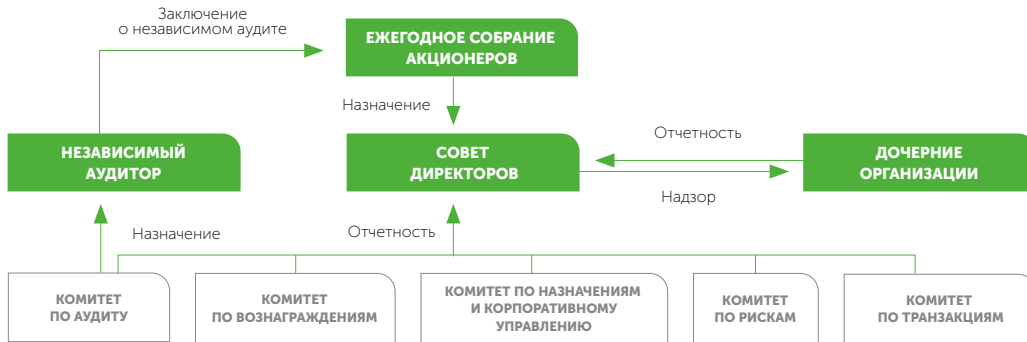 Заключение
о независимом аудите
ЕЖЕГОДНОЕ СОБРАНИЕ
АКЦИОНЕРОВ
Назначение
НЕЗАВИСИМЫЙ
АУДИТОР
СОВЕТ
ДИРЕКТОРОВ
Отчетность
Надзор
ДОЧЕРНИЕ
ОРГАНИЗАЦИИ
Назначение
Отчетность
КОМИТЕТ
ПО АУДИТУ
КОМИТЕТ
ПО ВОЗНАГРАЖДЕНИЯМ
КОМИТЕТ ПО НАЗНАЧЕНИЯМ
И КОРПОРАТИВНОМУ
УПРАВЛЕНИЮ
КОМИТЕТ
ПО РИСКАМ
КОМИТЕТ
ПО ТРАНЗАКЦИЯМ